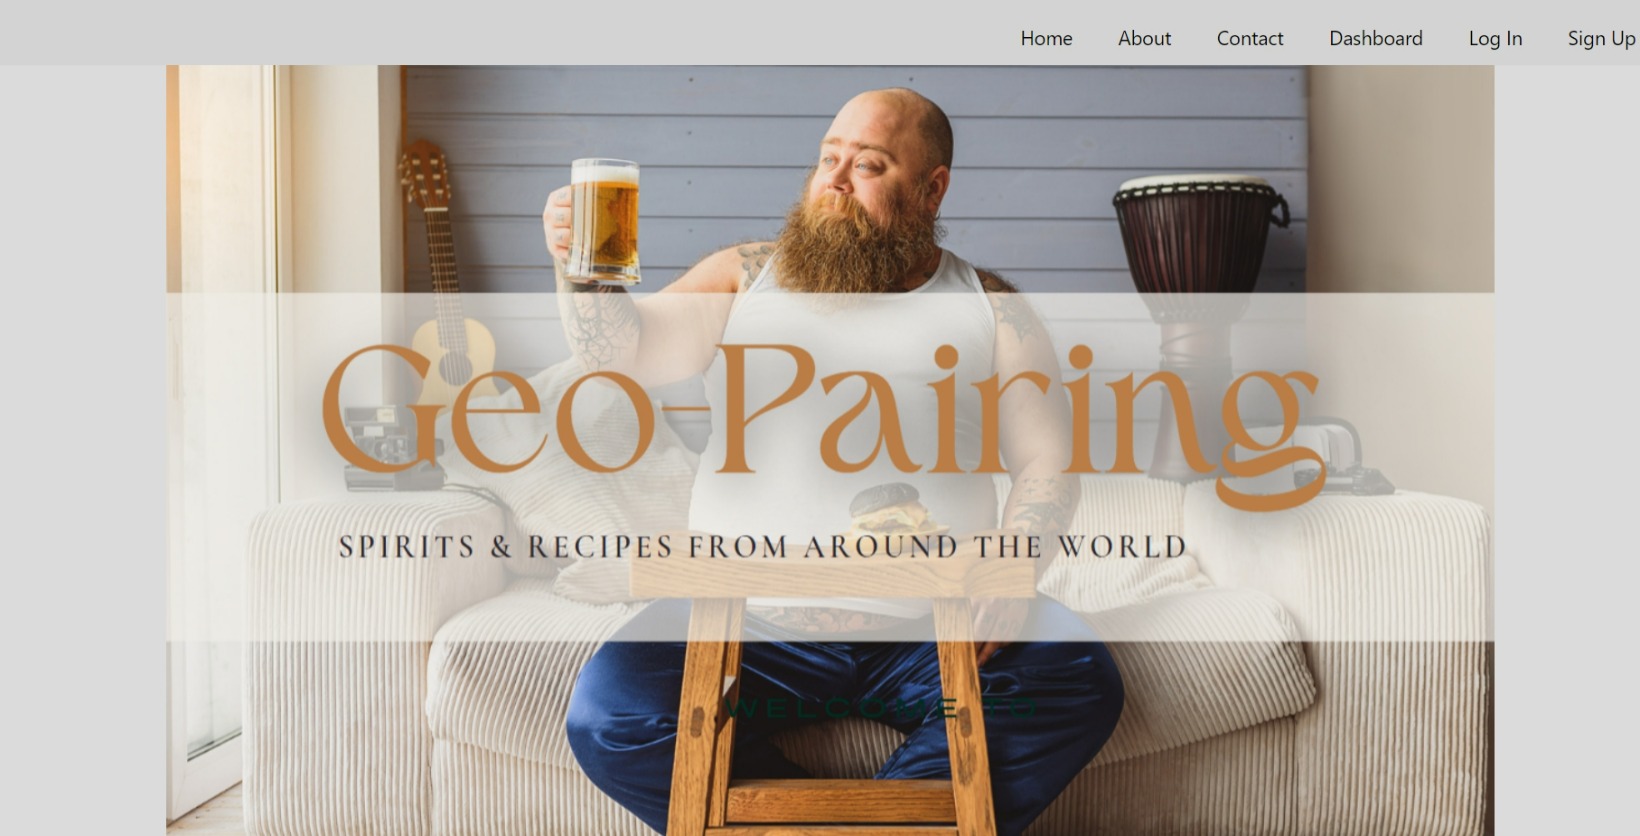 Home About Contact Dashboard Log In Sign Up
Geo-Pairing
SPIRITS & RECIPES FROM AROUND THE WORLD
WELCOME TO